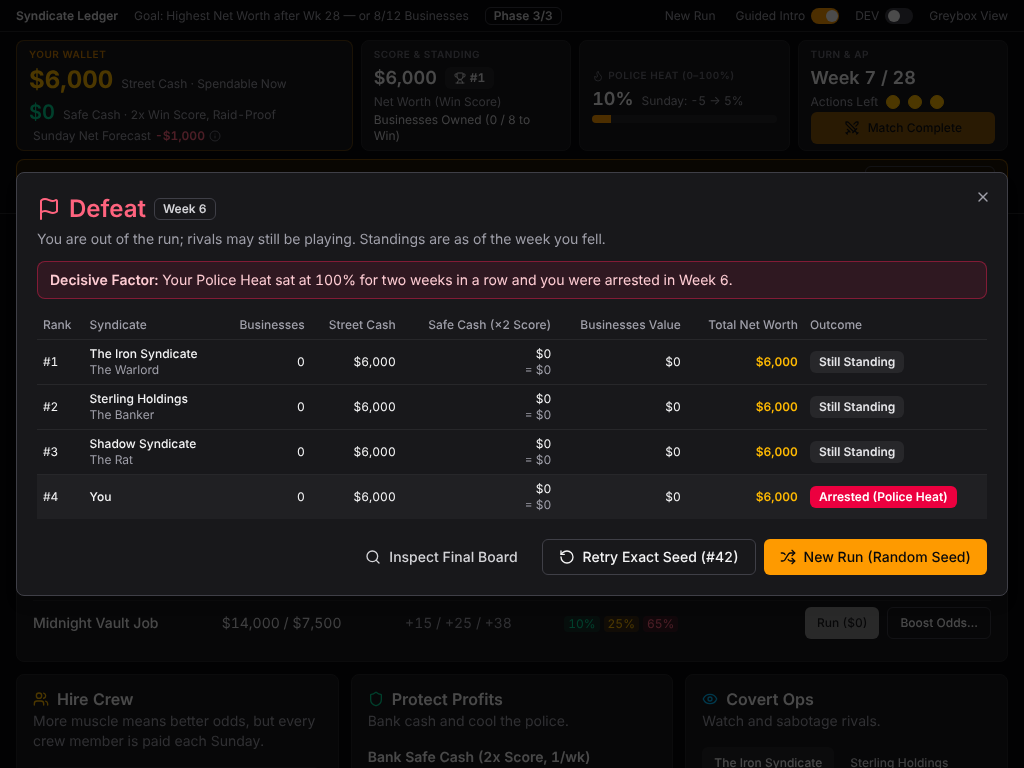 Syndicate Ledger Goal: Highest Net Worth after Wk 28 — or 8/12 Businesses Phase 3/3 New Run Guided Intro DEV Greybox View
YOUR WALLET
$6,000 Street Cash · Spendable Now
$0 Safe Cash · 2x Win Score, Raid-Proof
Sunday Net Forecast -$1,000
SCORE & STANDING
$6,000 #1
Net Worth (Win Score)
Businesses Owned (0 / 8 to
Win)
POLICE HEAT (0–100%)
10% Sunday: -5 → 5%
TURN & AP
Week 7 / 28
Actions Left
Match Complete
Defeat Week 6
You are out of the run; rivals may still be playing. Standings are as of the week you fell.
Decisive Factor: Your Police Heat sat at 100% for two weeks in a row and you were arrested in Week 6.
Rank Syndicate Businesses Street Cash Safe Cash (×2 Score) Businesses Value Total Net Worth Outcome
#1 The Iron Syndicate 0 $6,000 $0 $0 $6,000 Still Standing
The Warlord = $0
#2 Sterling Holdings 0 $6,000 $0 $0 $6,000 Still Standing
The Banker = $0
#3 Shadow Syndicate 0 $6,000 $0 $0 $6,000 Still Standing
The Rat = $0
#4 You 0 $6,000 $0 $0 $6,000 Arrested (Police Heat)
= $0
Inspect Final Board Retry Exact Seed (#42) New Run (Random Seed)
Midnight Vault Job $14,000 / $7,500 +15 / +25 / +38 10% 25% 65% Run ($0) Boost Odds...
Hire Crew
More muscle means better odds, but every
crew member is paid each Sunday.
Protect Profits
Bank cash and cool the police.
Bank Safe Cash (2x Score, 1/wk)
Covert Ops
Watch and sabotage rivals.
The Iron Syndicate Sterling Holdings